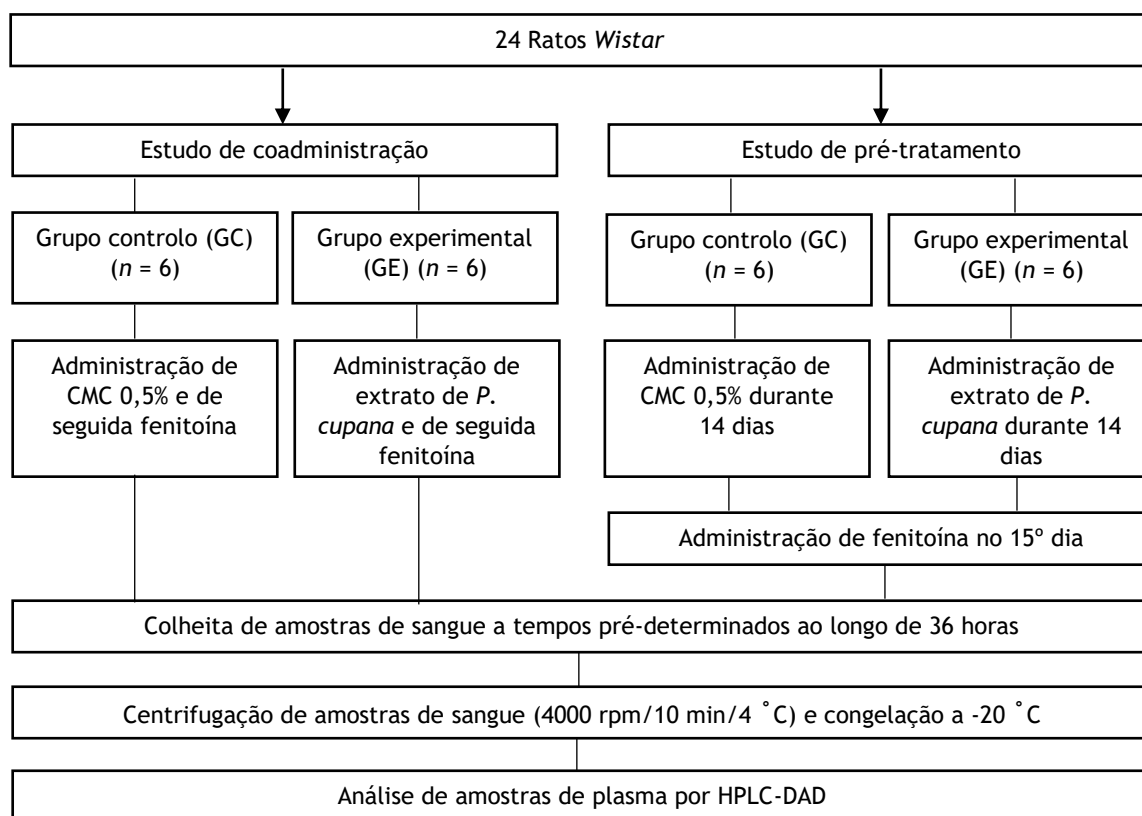 24 Ratos Wistar
Estudo de coadministração
Estudo de pré-tratamento
Grupo controlo (GC)
(n = 6)
Grupo experimental
(GE) (n = 6)
Grupo controlo (GC)
(n = 6)
Grupo experimental
(GE) (n = 6)
Administração de
CMC 0,5% e de
seguida fenitoína
Administração de
extrato de P.
cupana e de seguida
fenitoína
Administração de
CMC 0,5% durante
14 dias
Administração de
extrato de P.
cupana durante 14
dias
Administração de fenitoína no 15º dia
Colheita de amostras de sangue a tempos pré-determinados ao longo de 36 horas
Centrifugação de amostras de sangue (4000 rpm/10 min/4 ˚C) e congelação a -20 ˚C
Análise de amostras de plasma por HPLC-DAD